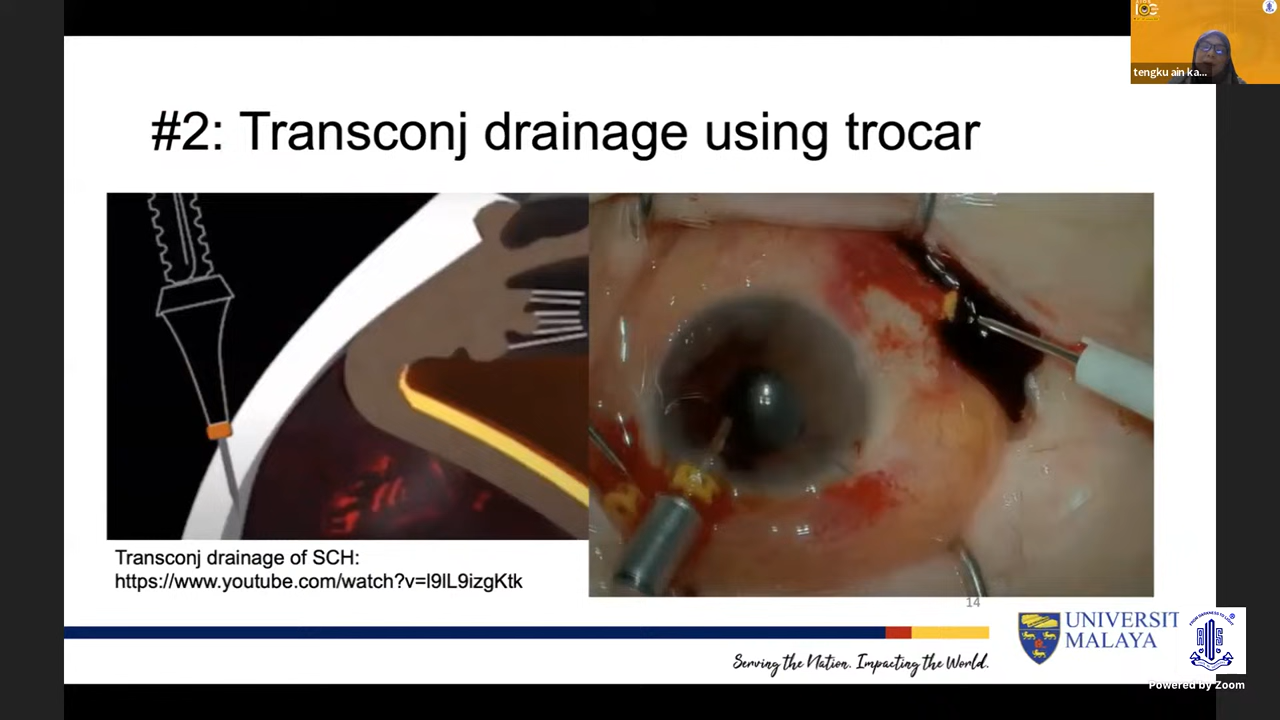 tengku ain ka...
#2: Transconj drainage using trocar
Transconj drainage of SCH:
https://www.youtube.com/watch?v=l9lL9izgKtk
14
UNIVERSIT
MALAYA
Serving the Nation. Impacting the World.
Powered by Zoom